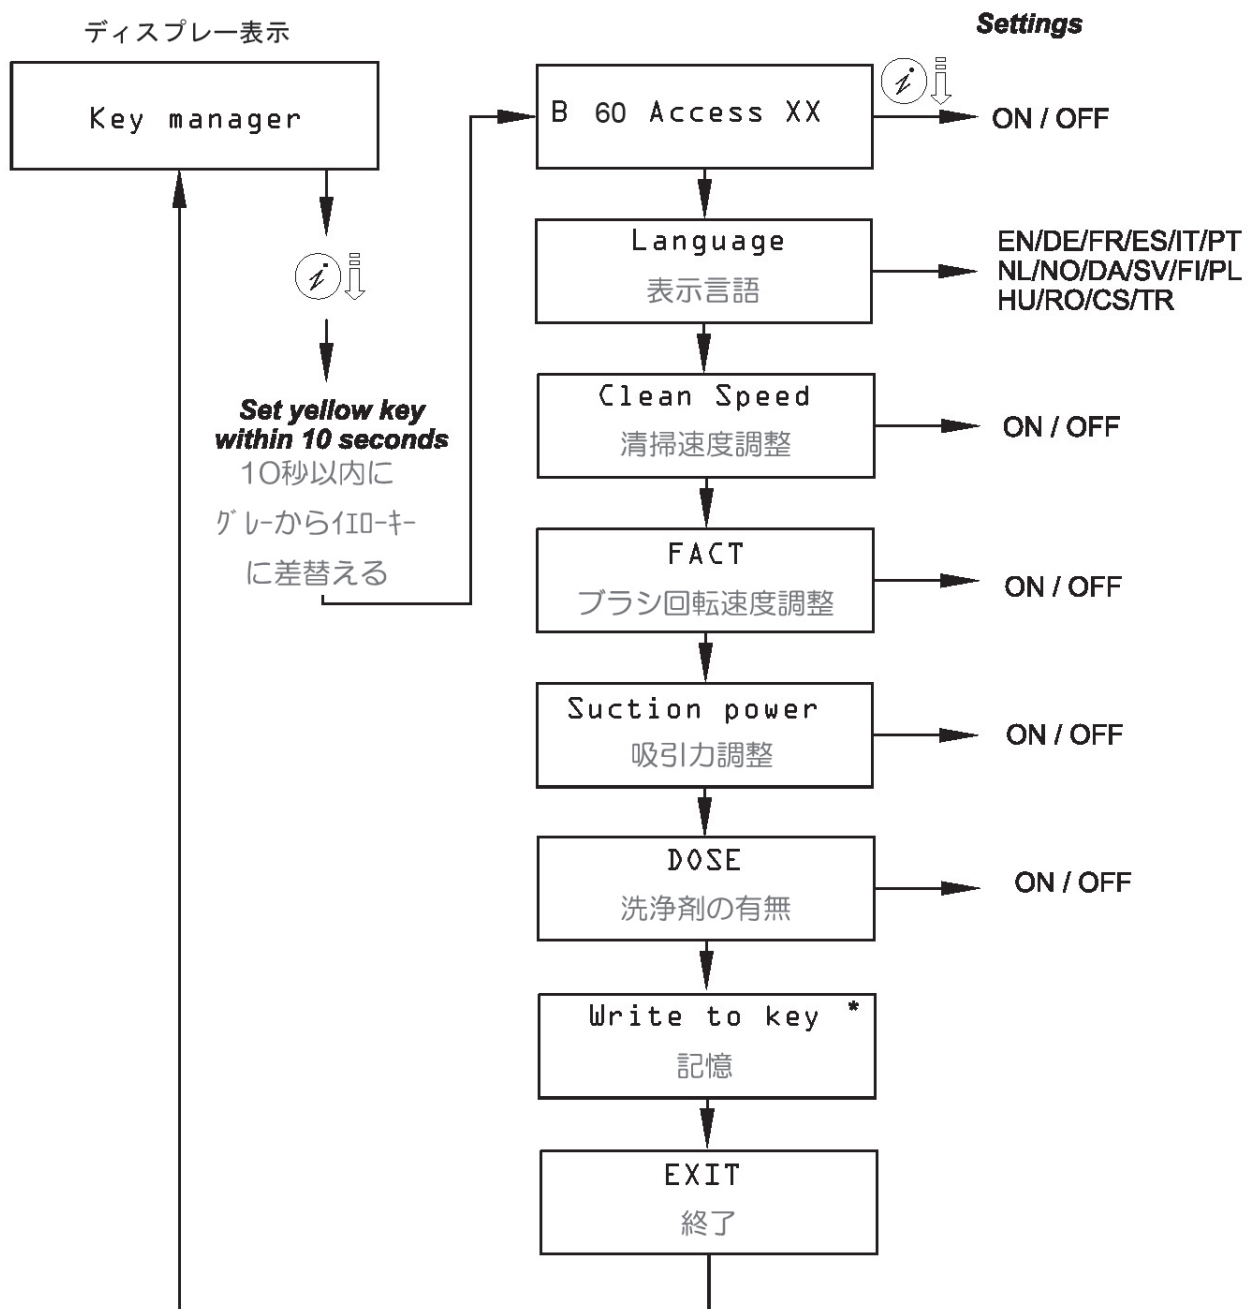 ディスプレー表示
Key manager
Set yellow key
within 10 seconds
10秒以内に
グレーからイエローキー
に差替える
Settings
B 60 Access XX
ON / OFF
Language
表示言語
EN/DE/FR/ES/IT/PT
NL/NO/DA/SV/FI/PL
HU/RO/CS/TR
Clean Speed
清掃速度調整
ON / OFF
FACT
ブラシ回転速度調整
ON / OFF
Suction power
吸引力調整
ON / OFF
DOSE
洗浄剤の有無
ON / OFF
Write to key *
記憶
EXIT
終了